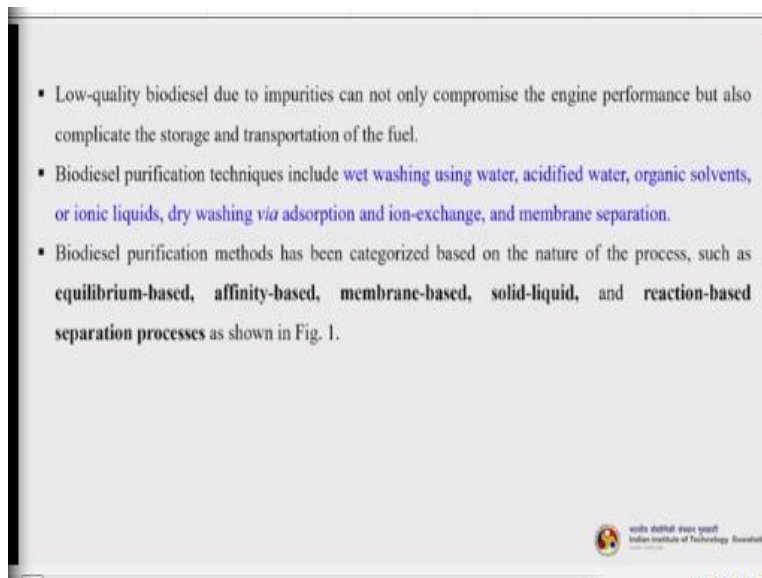 ▪ Low-quality biodiesel due to impurities can not only compromise the engine performance but also
complicate the storage and transportation of the fuel.
▪ Biodiesel purification techniques include wet washing using water, acidified water, organic solvents,
or ionic liquids, dry washing via adsorption and ion-exchange, and membrane separation.
▪ Biodiesel purification methods has been categorized based on the nature of the process, such as
equilibrium-based, affinity-based, membrane-based, solid-liquid, and reaction-based
separation processes as shown in Fig. 1.
Indian Institute of Technology